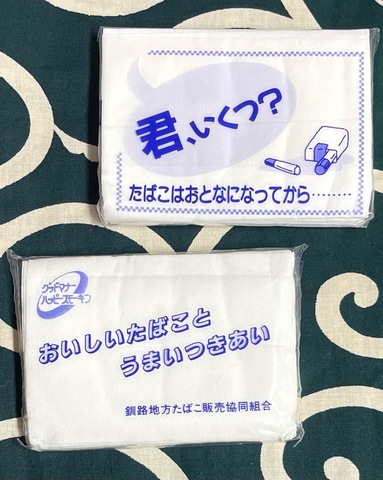 君、いくつ?
たばこはおとなになってから………
グッドマナー
ハッピースモーキン
おいしいたばこと
うまいつきあい
釧路地方たばこ販売協同組合